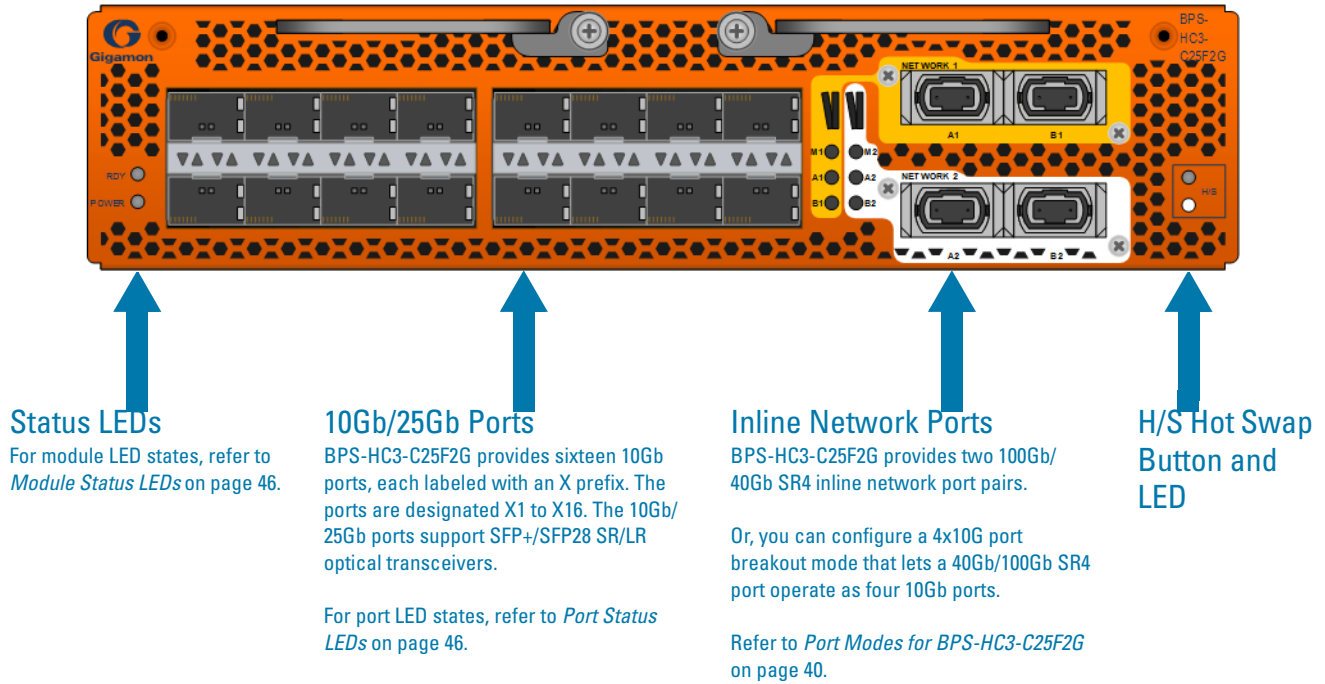 Gigamon
BPS-
HC3-
C25F2G
NETWORK 1
A1
B1
M1
M2
A1
A2
B1
B2
NETWORK 2
A2
B2
RDY
POWER
H/S
Status LEDs
For module LED states, refer to
Module Status LEDs on page 46.
10Gb/25Gb Ports
BPS-HC3-C25F2G provides sixteen 10Gb
ports, each labeled with an X prefix. The
ports are designated X1 to X16. The 10Gb/
25Gb ports support SFP+/SFP28 SR/LR
optical transceivers.
For port LED states, refer to Port Status
LEDs on page 46.
Inline Network Ports
BPS-HC3-C25F2G provides two 100Gb/
40Gb SR4 inline network port pairs.
Or, you can configure a 4x10G port
breakout mode that lets a 40Gb/100Gb SR4
port operate as four 10Gb ports.
Refer to Port Modes for BPS-HC3-C25F2G
on page 40.
H/S Hot Swap
Button and
LED